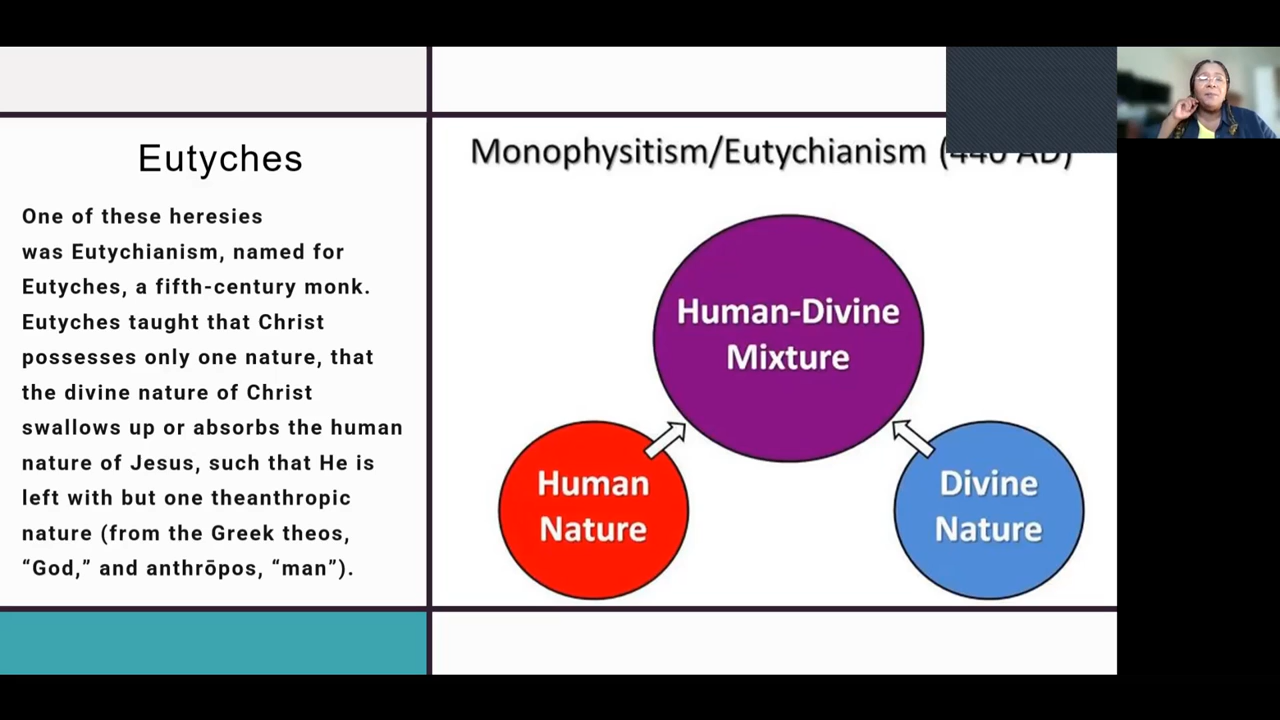 Eutyches
One of these heresies
was Eutychianism, named for
Eutyches, a fifth-century monk.
Eutyches taught that Christ
possesses only one nature, that
the divine nature of Christ
swallows up or absorbs the human
nature of Jesus, such that He is
left with but one theanthropic
nature (from the Greek theos,
“God,” and anthrōpos, “man”).
Monophysitism/Eutychianism
Human-Divine
Mixture
Human
Nature
Divine
Nature